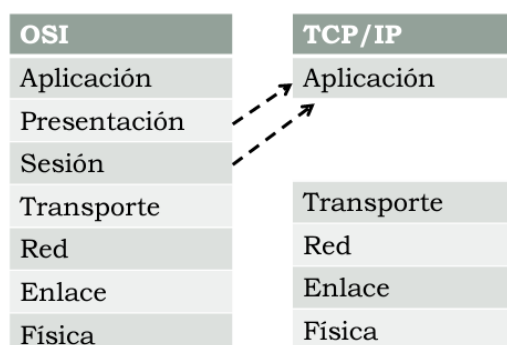 OSI
Aplicación
Presentación
Sesión
Transporte
Red
Enlace
Física
TCP/IP
Aplicación
Transporte
Red
Enlace
Física